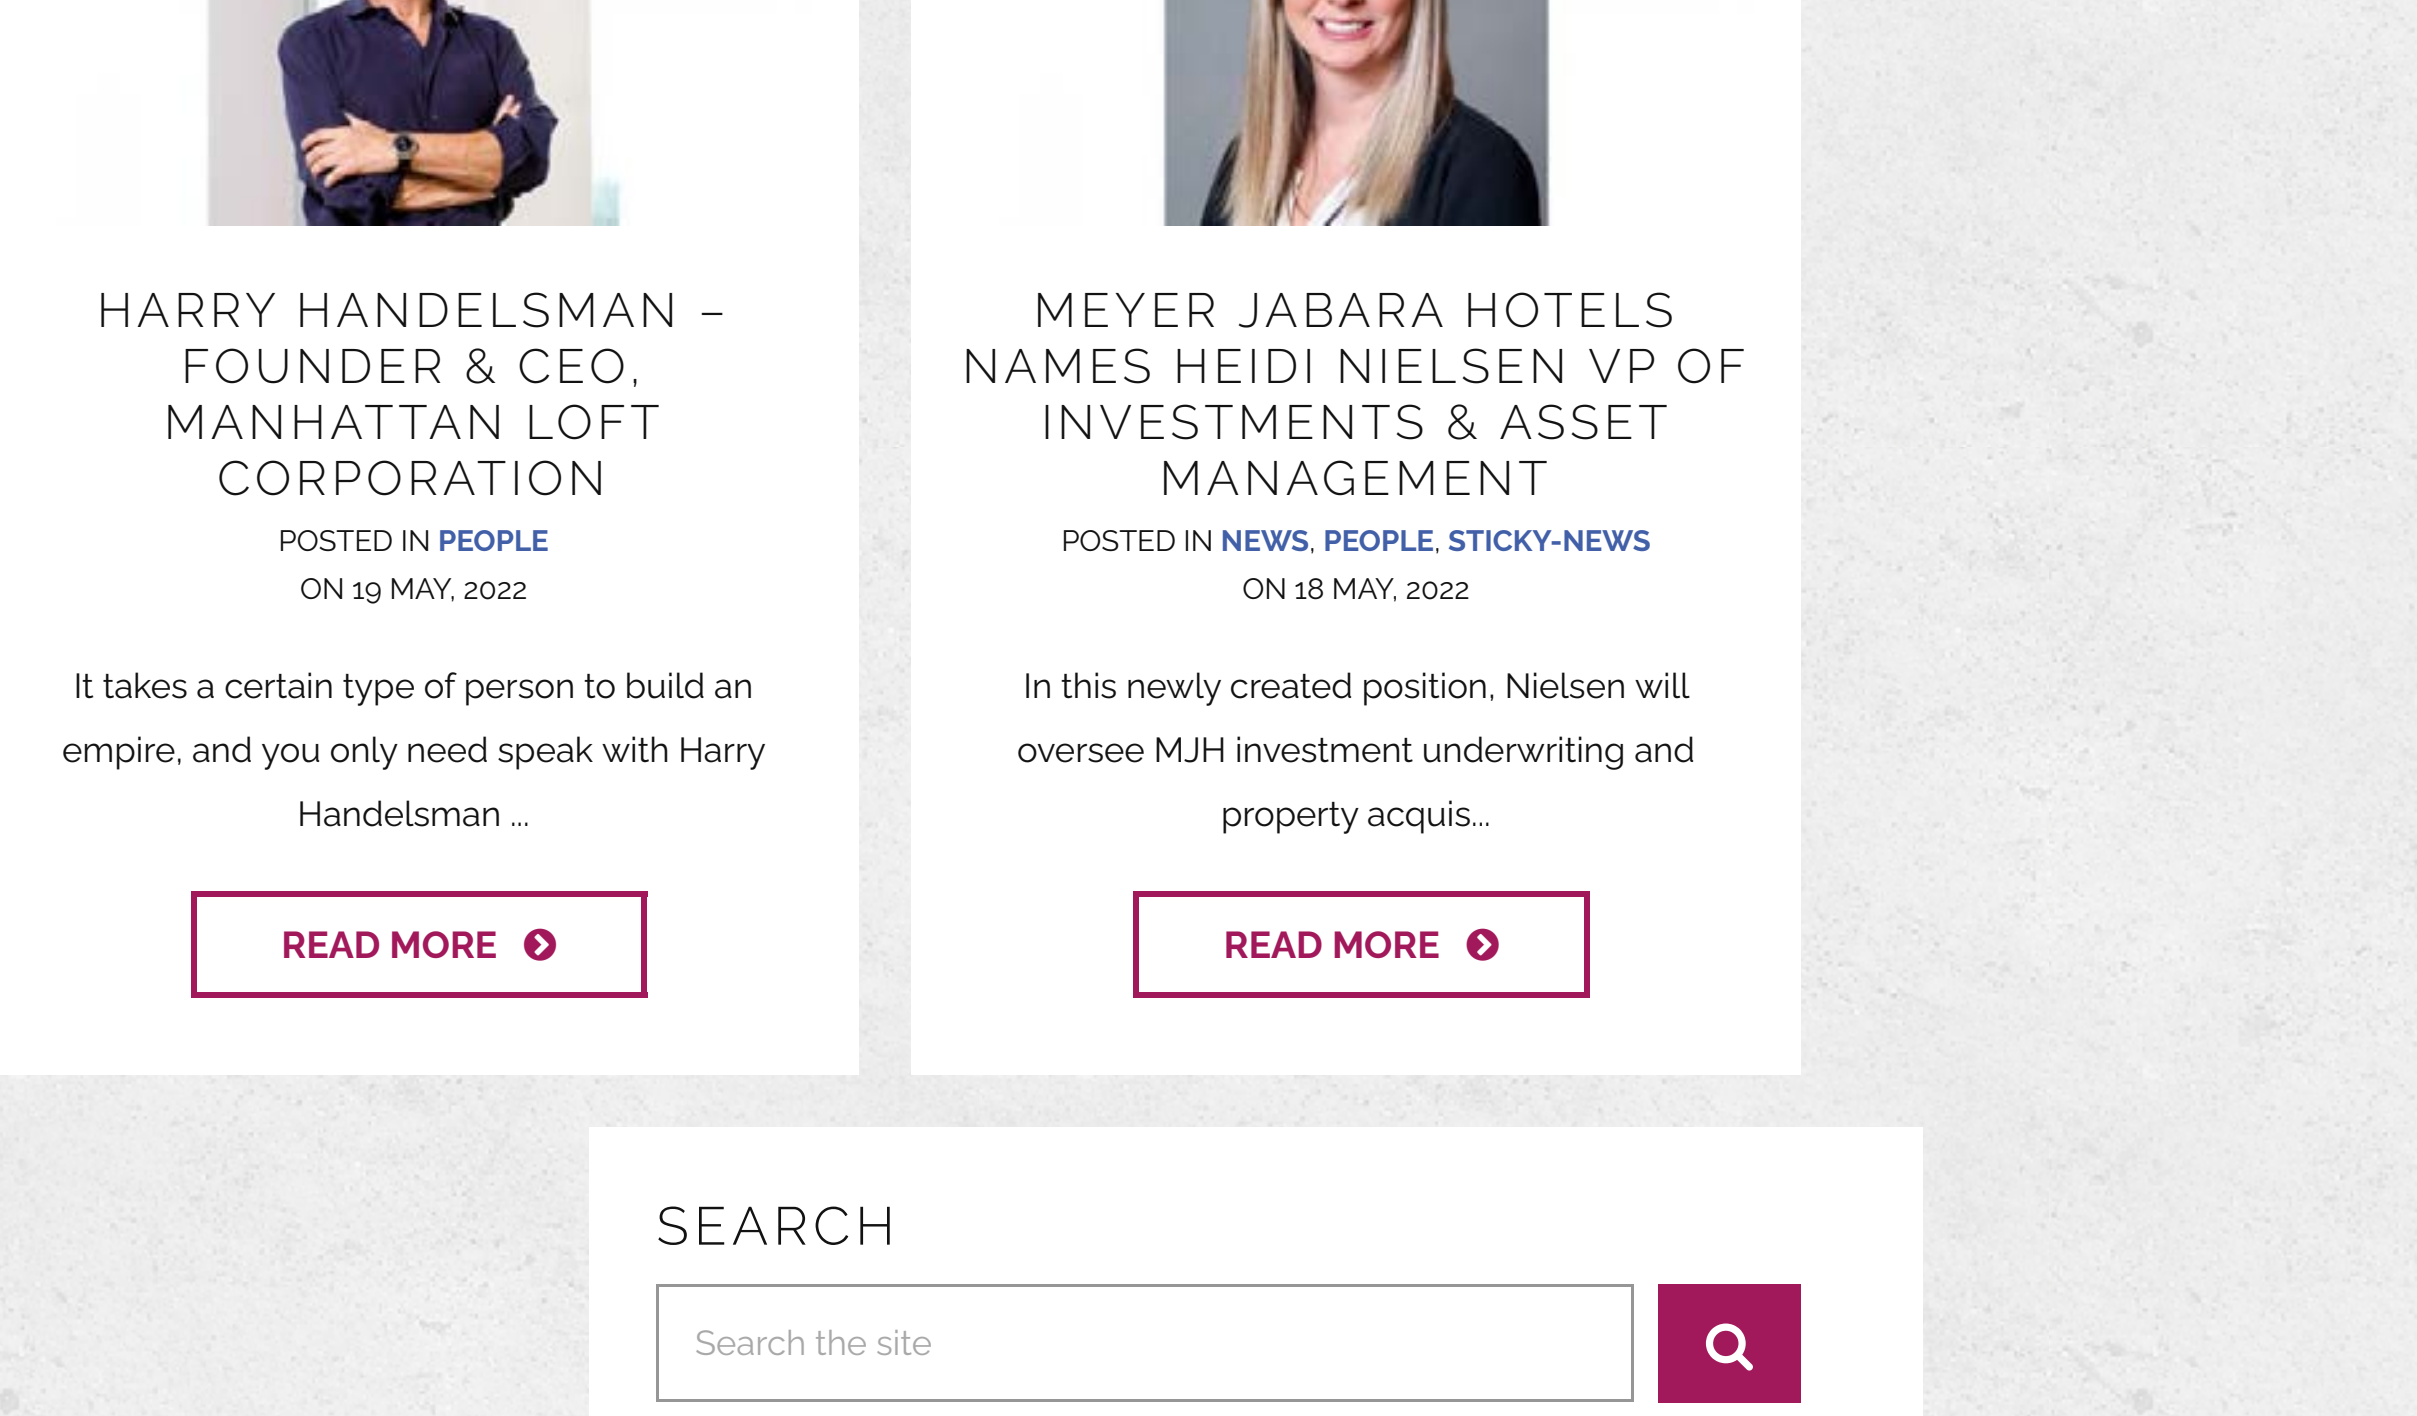 HARRY HANDELSMAN –
FOUNDER & CEO,
MANHATTAN LOFT
CORPORATION
POSTED IN PEOPLE
ON 19 MAY, 2022
It takes a certain type of person to build an
empire, and you only need speak with Harry
Handelsman ...
READ MORE
MEYER JABARA HOTELS
NAMES HEIDI NIELSEN VP OF
INVESTMENTS & ASSET
MANAGEMENT
POSTED IN NEWS, PEOPLE, STICKY-NEWS
ON 18 MAY, 2022
In this newly created position, Nielsen will
oversee MJH investment underwriting and
property acquis...
READ MORE
SEARCH
Search the site